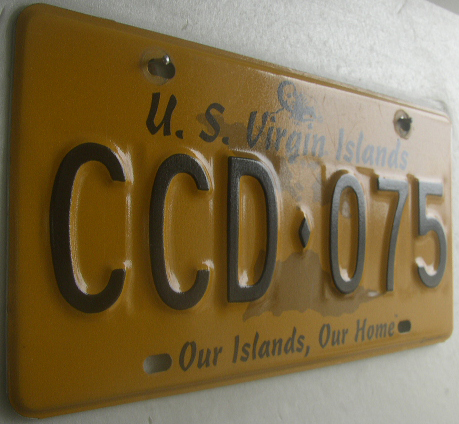 U. S. Virgin Islands
CCD♦075
Our Islands, Our Home